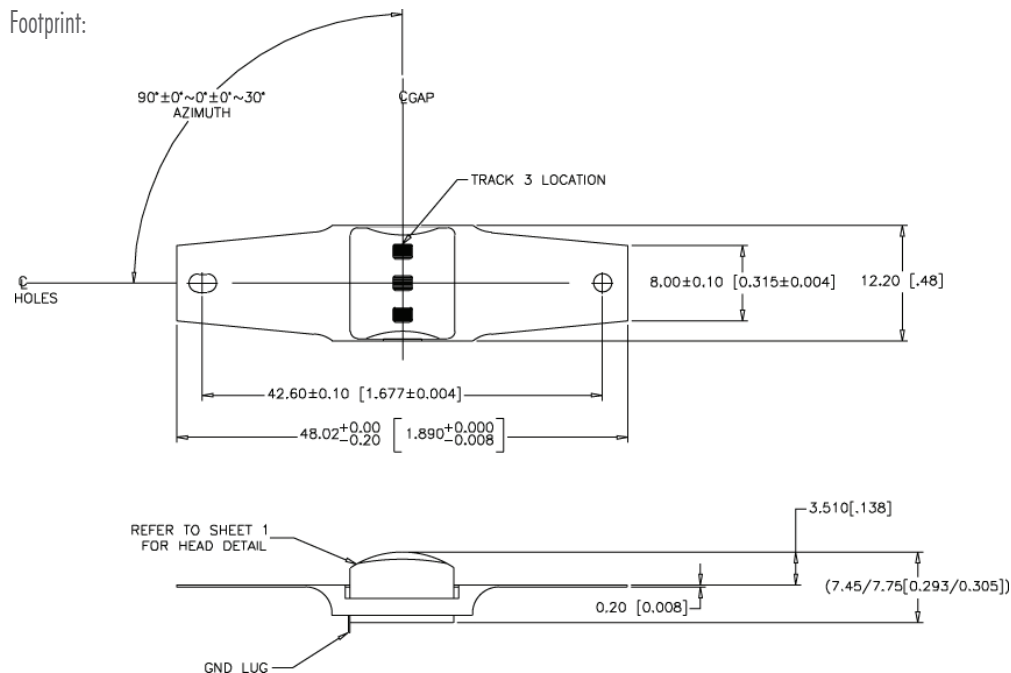 Footprint:
90°±0°~0°±0°~30°
AZIMUTH
℄GAP
TRACK 3 LOCATION
℄
HOLES
8.00±0.10 [0.315±0.004]
12.20 [.48]
42.60±0.10 [1.677±0.004]
48.02+0.00 -0.20 [1.890+0.000 -0.008]
3.510[.138]
REFER TO SHEET 1
FOR HEAD DETAIL
(7.45/7.75[0.293/0.305])
0.20 [0.008]
GND LUG